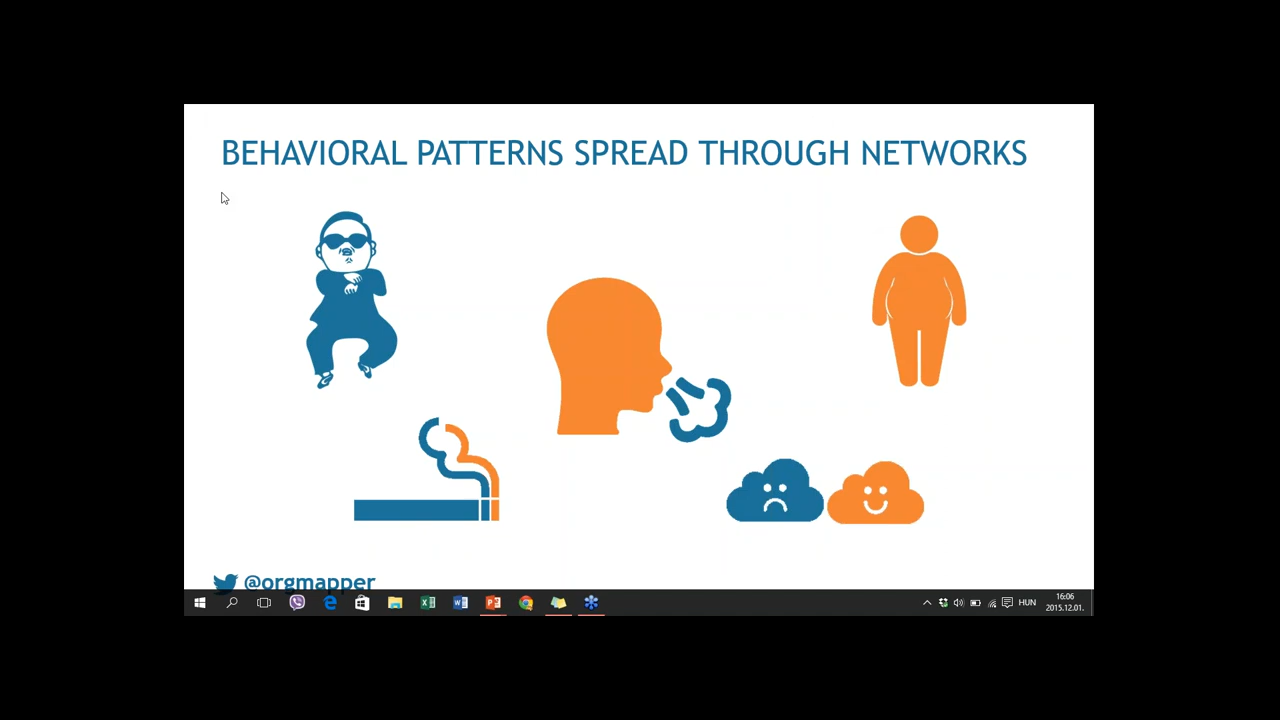 BEHAVIORAL PATTERNS SPREAD THROUGH NETWORKS
@orgmapper
HUN
16:06
2015.12.01.